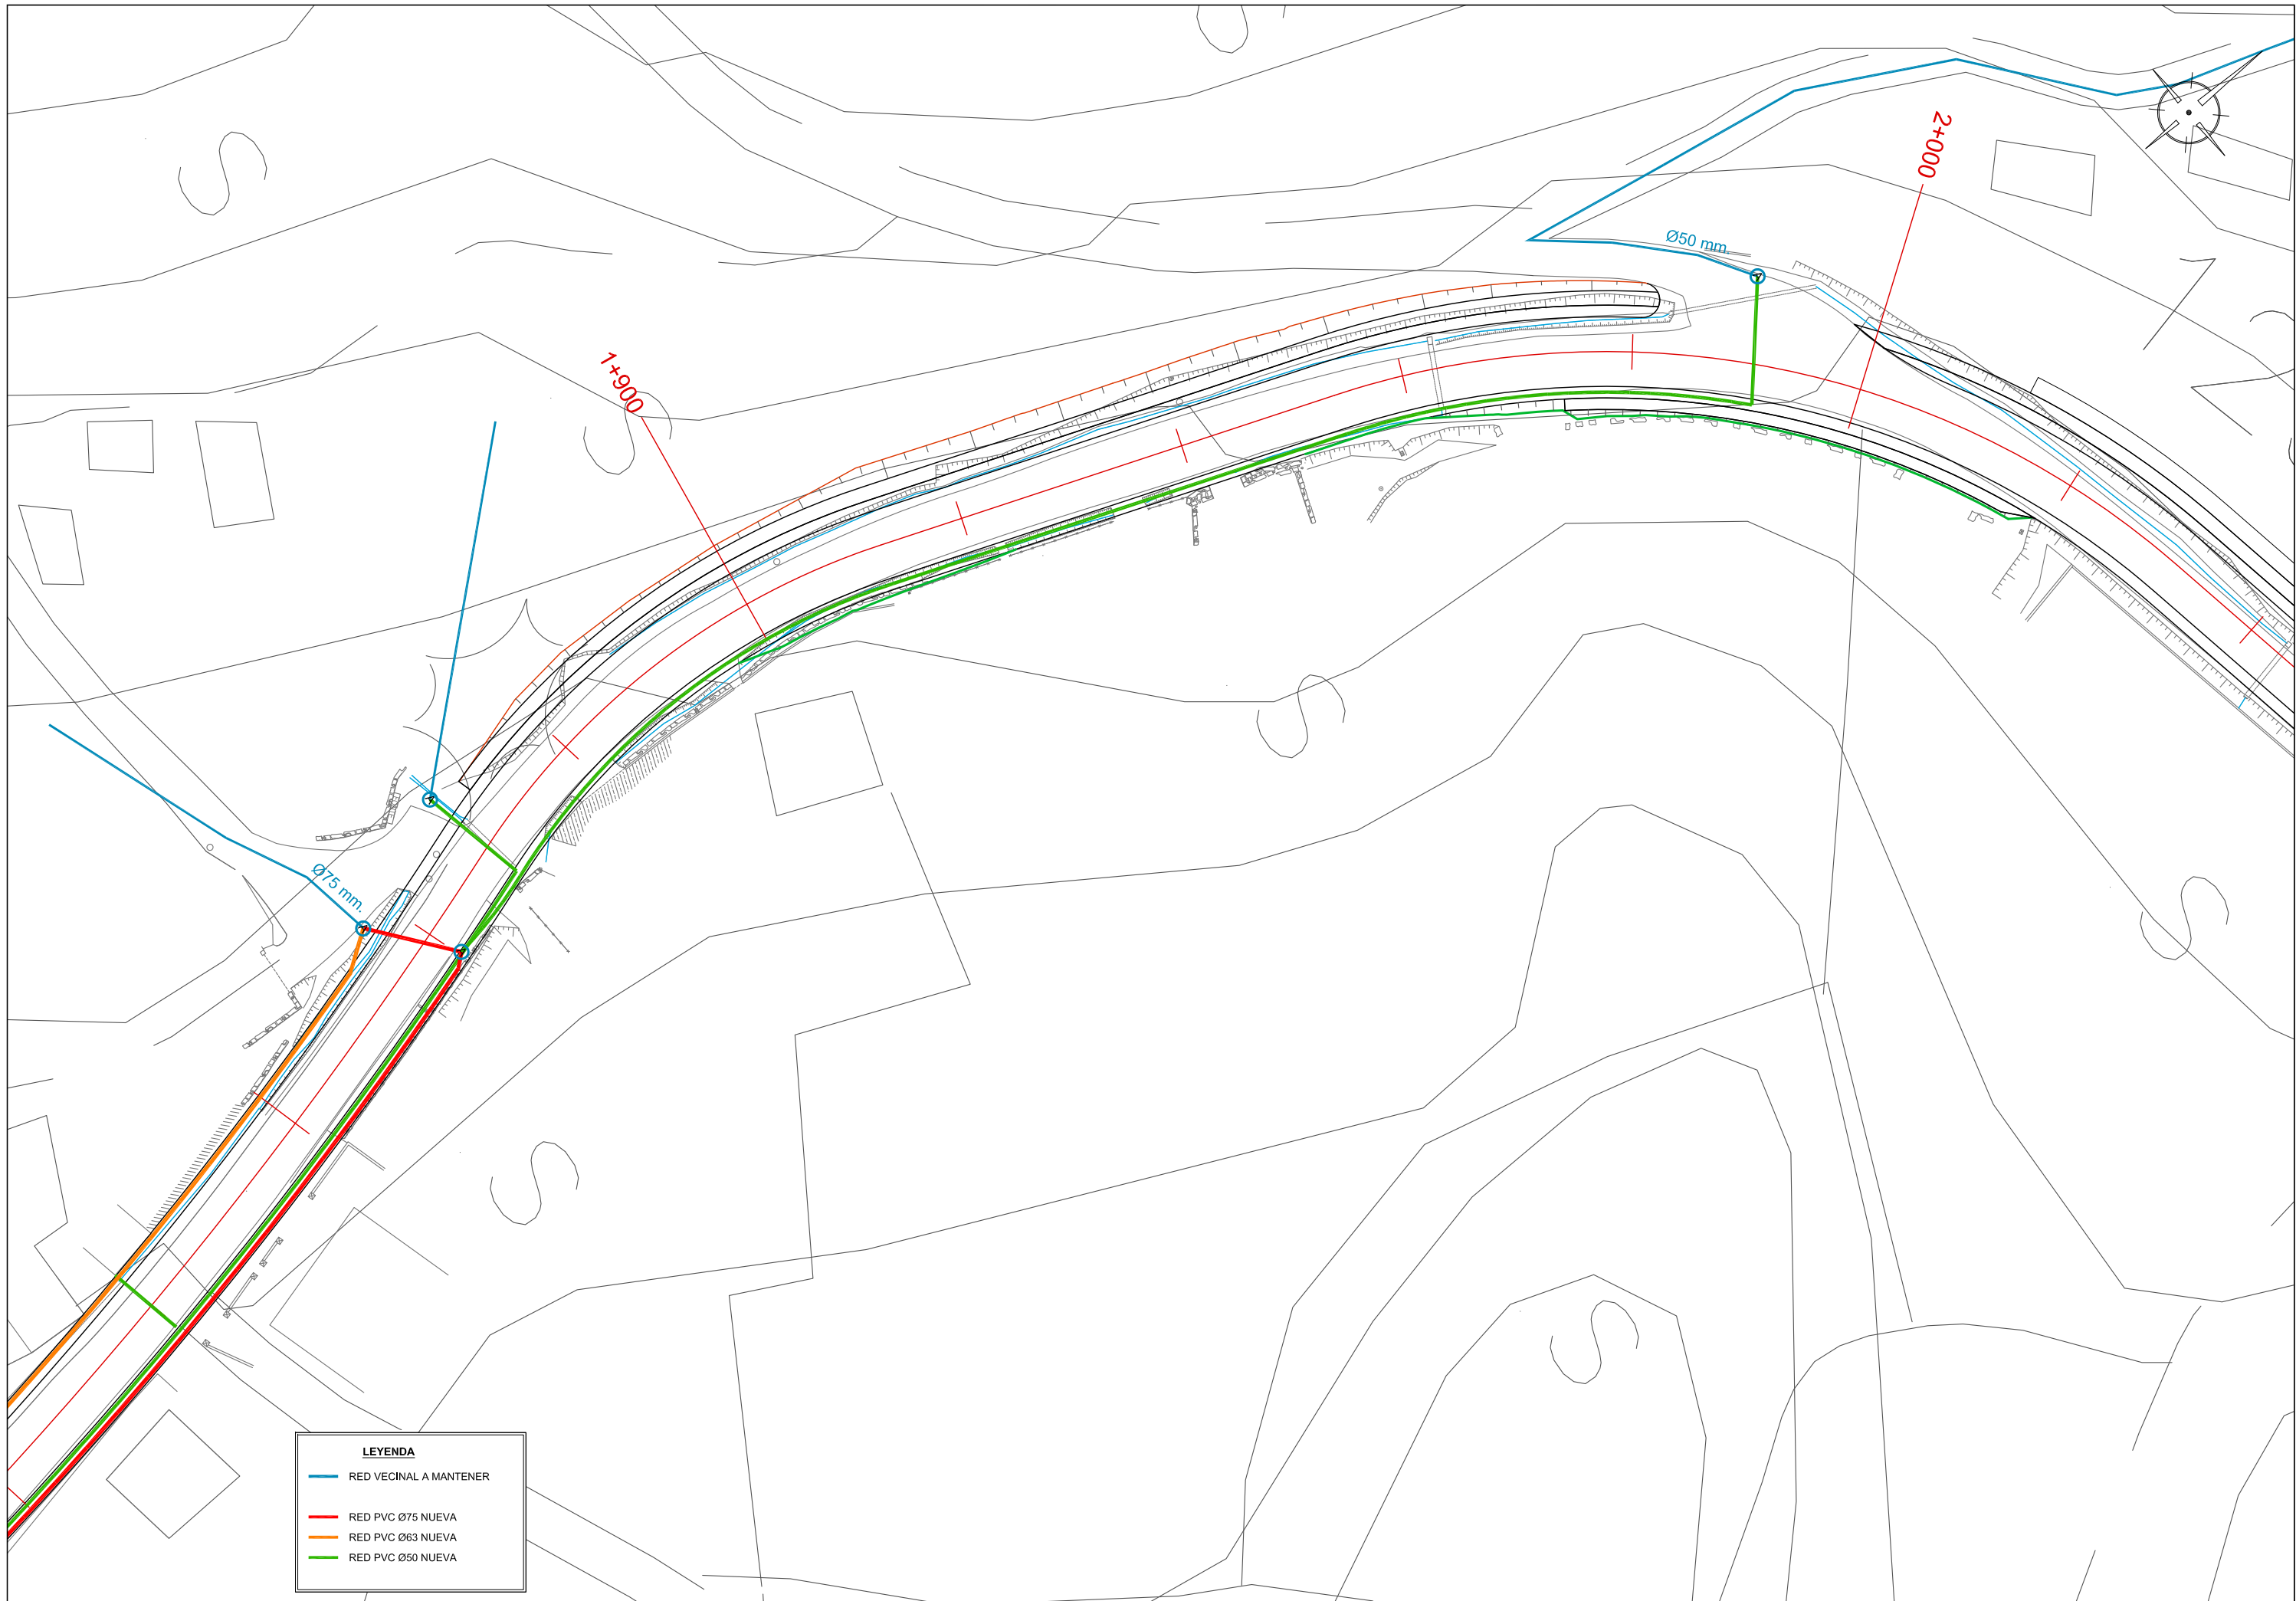 2+000
Ø50 mm.
1+900
Ø75 mm.
LEYENDA
RED VECINAL A MANTENER
RED PVC Ø75 NUEVA
RED PVC Ø63 NUEVA
RED PVC Ø50 NUEVA